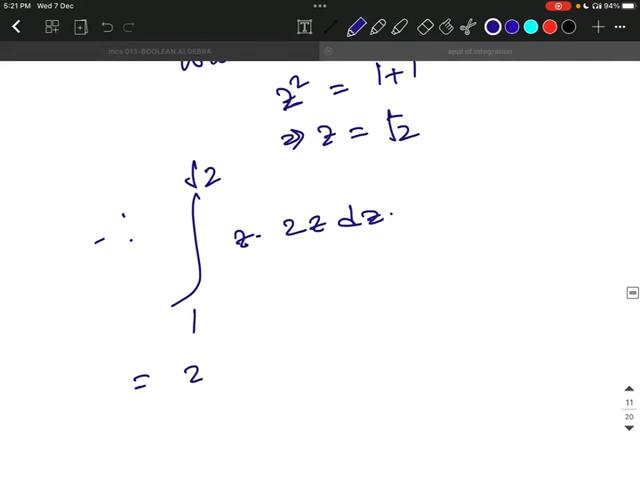 5:21 PM Wed 7 Dec
94%
mcs 013-BOOLEAN ALGEBRA
appl of integration
z² = 1+1
⇒ z = √2
√2
∴ ∫ z. 2z dz.
1
= 2
11
20